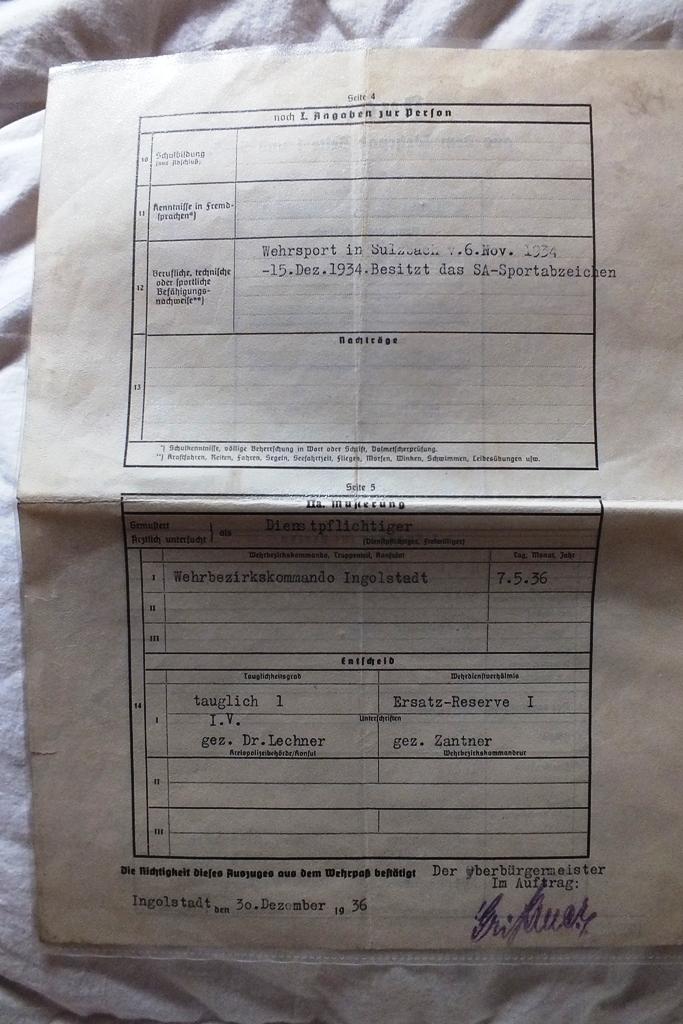 Seite 4
noch I. Angaben zur Person
10 Schulbildung
(und Abschluß)
11 Kenntnisse in Fremd-
sprachen*)
Wehrsport in Sulzbach v.6.Nov. 1934
-15.Dez.1934.Besitzt das SA-Sportabzeichen
12 Berufliche, technische
oder sportliche
Befähigungs-
nachweise**)
Nachträge
13
*) Schulkenntnisse, völlige Beherrschung in Wort oder Schrift, Dolmetscherprüfung.
**) Kraftfahren, Reiten, Fahren, Segeln, Seefahrtzeit, Fliegen, Morsen, Winken, Schwimmen, Leibesübungen usw.
Seite 5
IIa. Musterung
Gemustert
Ärztlich untersucht } als Dienstpflichtiger
(Dienstpflichtiger, Freiwilliger)
Wehrbezirkskommando, Truppenteil, Konsulat Tag, Monat, Jahr
I Wehrbezirkskommando Ingolstadt 7.5.36
II
III
Entscheid
Tauglichkeitsgrad Wehrdienstverhältnis
tauglich 1 Ersatz-Reserve I
14 I I.V. Unterschriften
gez. Dr.Lechner gez. Zantner
Kreispolizeibehörde/Konsul Wehrbezirkskommandeur
II
III
Die Richtigkeit dieses Auszuges aus dem Wehrpaß bestätigt Der Oberbürgermeister
Im Auftrag:
Ingolstadt den 30.Dezember 19 36